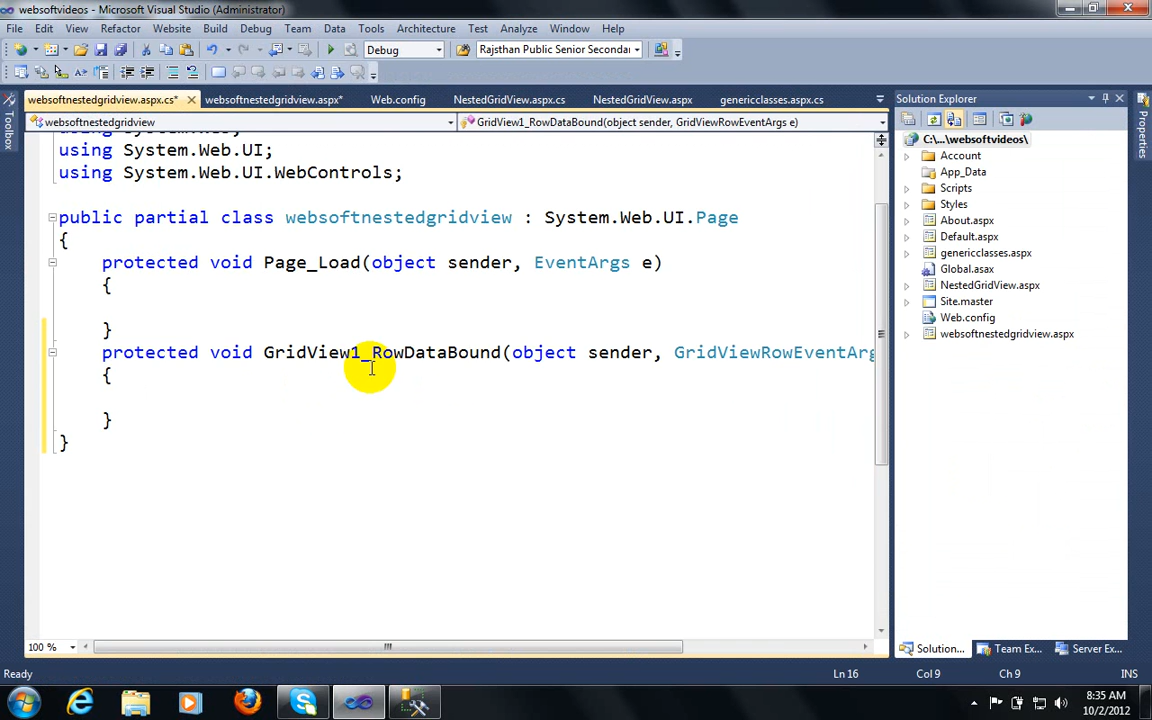 websoftvideos - Microsoft Visual Studio (Administrator)
File Edit View Refactor Website Build Debug Team Data Tools Architecture Test Analyze Window Help
Debug Rajasthan Public Senior Secondar
websoftnestedgridview.aspx.cs* websoftnestedgridview.aspx* Web.config NestedGridView.aspx.cs NestedGridView.aspx genericclasses.aspx.cs
websoftnestedgridview GridView1_RowDataBound(object sender, GridViewRowEventArgs e)
using System.Web.UI;
using System.Web.UI.WebControls;
public partial class websoftnestedgridview : System.Web.UI.Page
{
protected void Page_Load(object sender, EventArgs e)
{
}
protected void GridView1_RowDataBound(object sender, GridViewRowEventArg
{
}
}
100 %
Toolbox
Solution Explorer
C:\...\websoftvideos\
Account
App_Data
Scripts
Styles
About.aspx
Default.aspx
genericclasses.aspx
Global.asax
NestedGridView.aspx
Site.master
Web.config
websoftnestedgridview.aspx
Solution... Team Ex... Server Ex...
Properties
Ready Ln 16 Col 9 Ch 9 INS
8:35 AM
10/2/2012